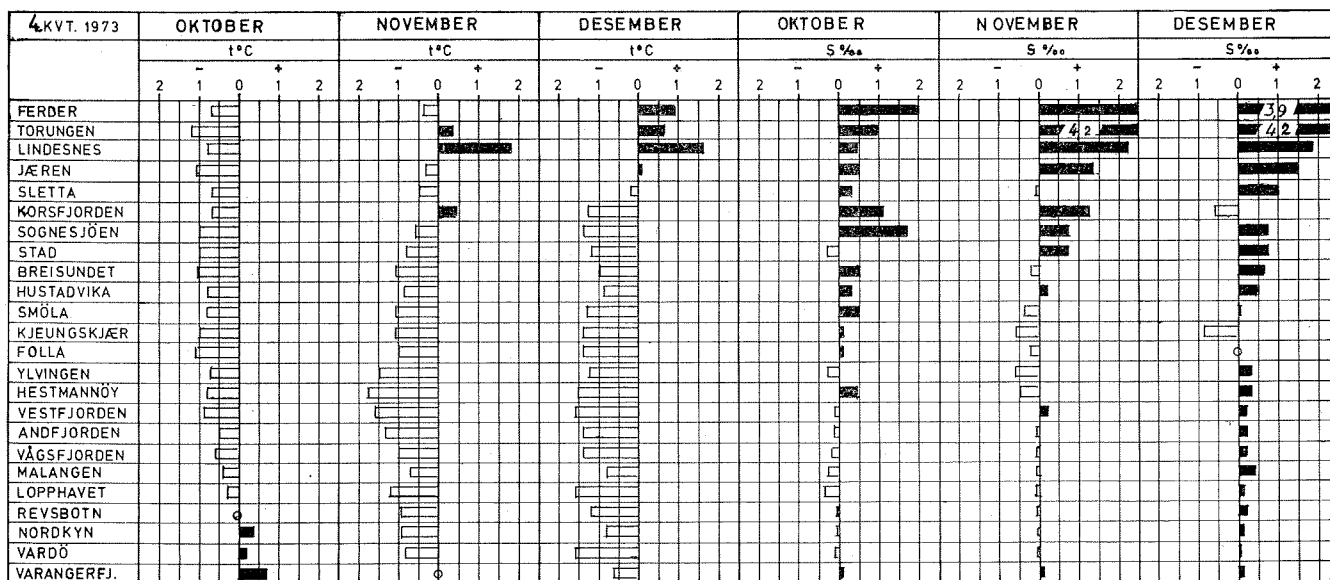 4.KVT. 1973 OKTOBER NOVEMBER DESEMBER OKTOBER NOVEMBER DESEMBER
t°C t°C t°C S ‰ S ‰ S ‰
- + - + - + - + - + - +
2 1 0 1 2 2 1 0 1 2 2 1 0 1 2 2 1 0 1 2 2 1 0 1 2 2 1 0 1 2
FERDER 3,9
TORUNGEN 4,2 4,2
LINDESNES
JÆREN
SLETTA
KORSFJORDEN
SOGNESJÖEN
STAD
BREISUNDET
HUSTADVIKA
SMÖLA
KJEUNGSKJÆR
FOLLA
YLVINGEN
HESTMANNÖY
VESTFJORDEN
ANDFJORDEN
VÅGSFJORDEN
MALANGEN
LOPPHAVET
REVSBOTN
NORDKYN
VARDÖ
VARANGERFJ.